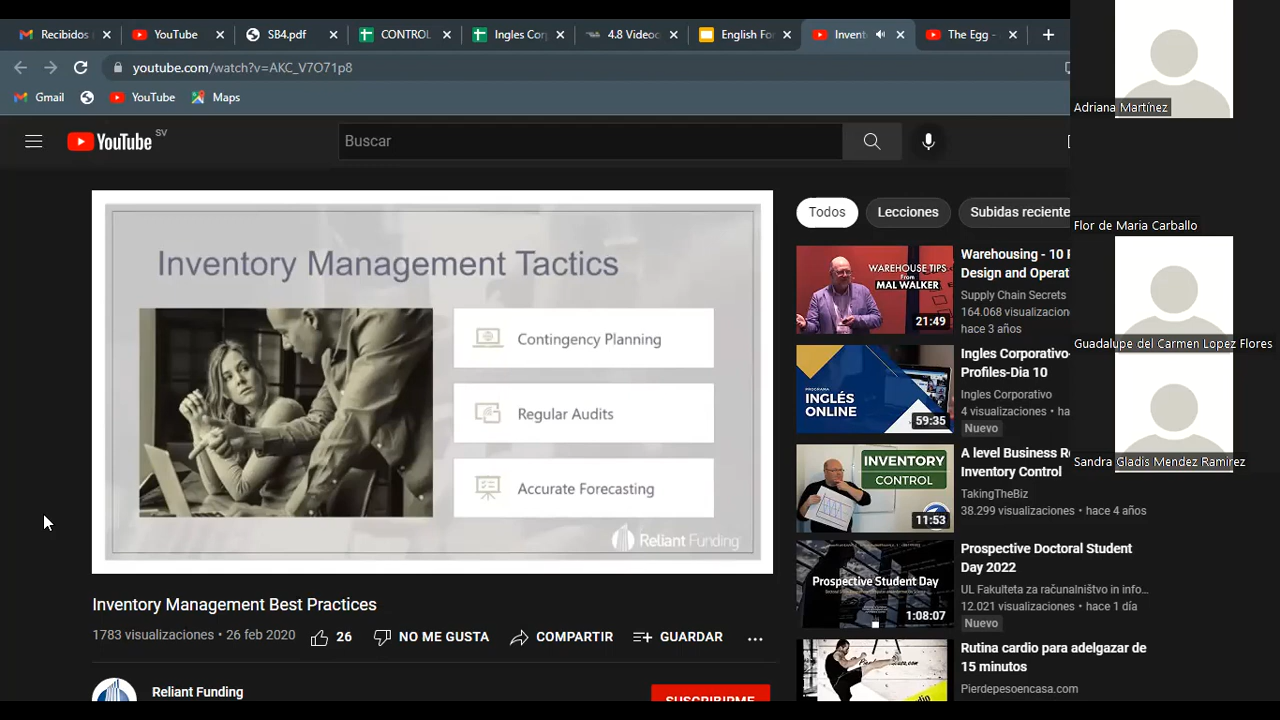 Recibidos
YouTube
SB4.pdf
CONTROL
Ingles Cor
4.8 Videoc
English Fo
Invent
The Egg -
youtube.com/watch?v=AKC_V7O71p8
Gmail
YouTube
Maps
YouTube SV
Buscar
Todos
Lecciones
Subidas reciente
Inventory Management Tactics
Contingency Planning
Regular Audits
Accurate Forecasting
Reliant Funding
Inventory Management Best Practices
1783 visualizaciones • 26 feb 2020
26
NO ME GUSTA
COMPARTIR
GUARDAR
Reliant Funding
SUSCRIBIRME
WAREHOUSE TIPS
From
MAL WALKER
21:49
Warehousing - 10
Design and Operat
Supply Chain Secrets
164.068 visualizacion
hace 3 años
PROGRAMA
INGLÉS
ONLINE
59:35
Ingles Corporativo-
Profiles-Dia 10
Ingles Corporativo
4 visualizaciones • ha
Nuevo
INVENTORY
CONTROL
11:53
A level Business Re
Inventory Control
TakingTheBiz
38.299 visualizaciones • hace 4 años
Prospective Student Day
1:08:07
Prospective Doctoral Student
Day 2022
UL Fakulteta za računalništvo in info...
12.021 visualizaciones • hace 1 día
Nuevo
Rutina cardio para adelgazar de
15 minutos
Pierdepesoencasa.com
Adriana Martínez
Flor de Maria Carballo
Guadalupe del Carmen Lopez Flores
Sandra Gladis Mendez Ramirez